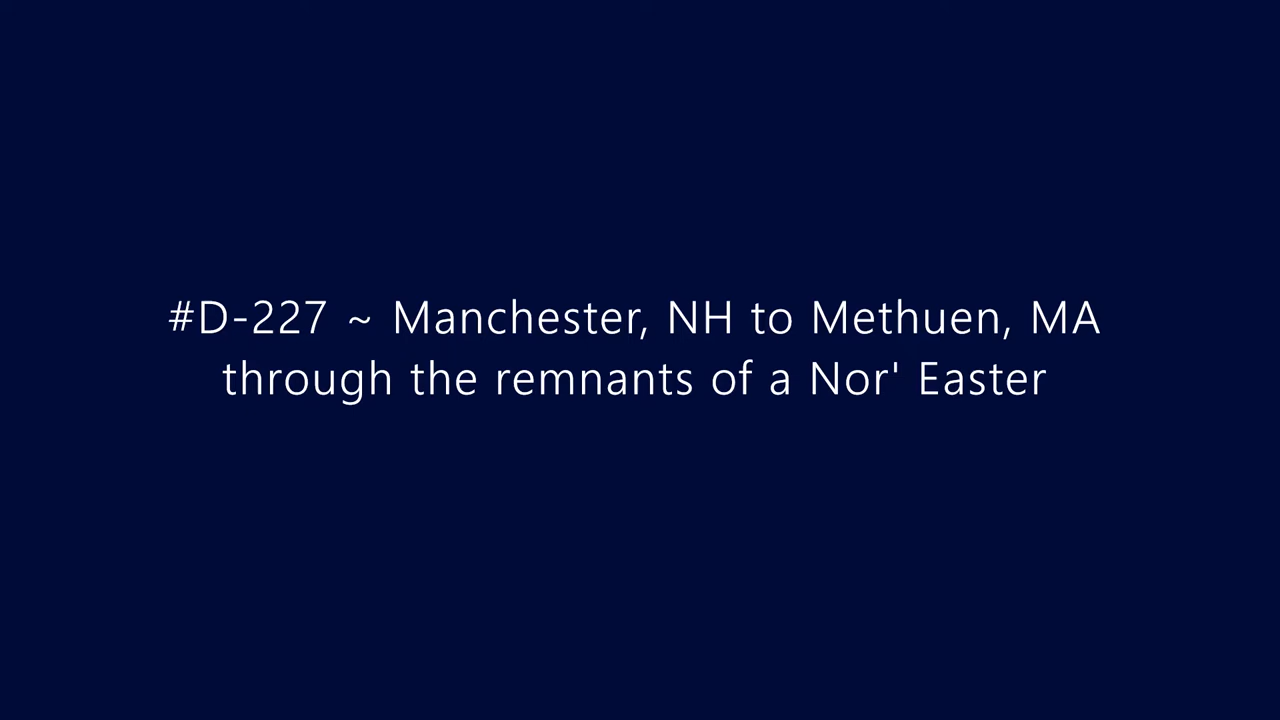 #D-227 ~ Manchester, NH to Methuen, MA
through the remnants of a Nor' Easter